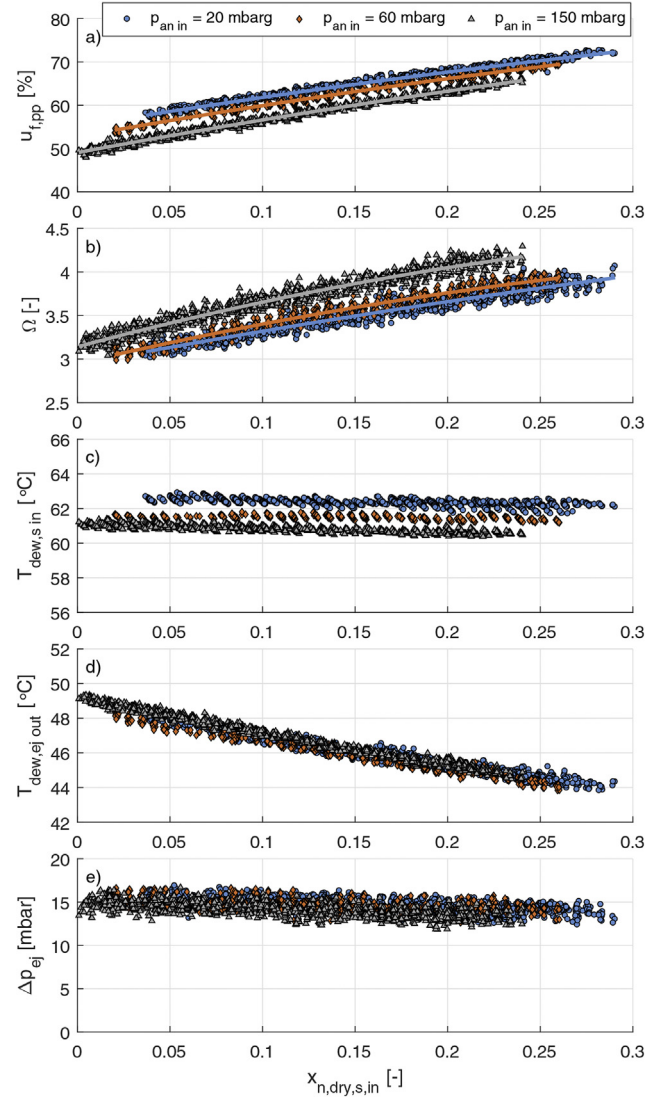 p_an in = 20 mbarg p_an in = 60 mbarg p_an in = 150 mbarg
a)
80
70
60
50
40
u_f,pp [%]
0 0.05 0.1 0.15 0.2 0.25 0.3
b)
4.5
4
3.5
3
2.5
Ω [-]
0 0.05 0.1 0.15 0.2 0.25 0.3
c)
66
64
62
60
58
56
T_dew,s in [°C]
0 0.05 0.1 0.15 0.2 0.25 0.3
d)
52
50
48
46
44
42
T_dew,ej out [°C]
0 0.05 0.1 0.15 0.2 0.25 0.3
e)
20
15
10
5
0
Δp_ej [mbar]
0 0.05 0.1 0.15 0.2 0.25 0.3
x_n,dry,s,in [-]